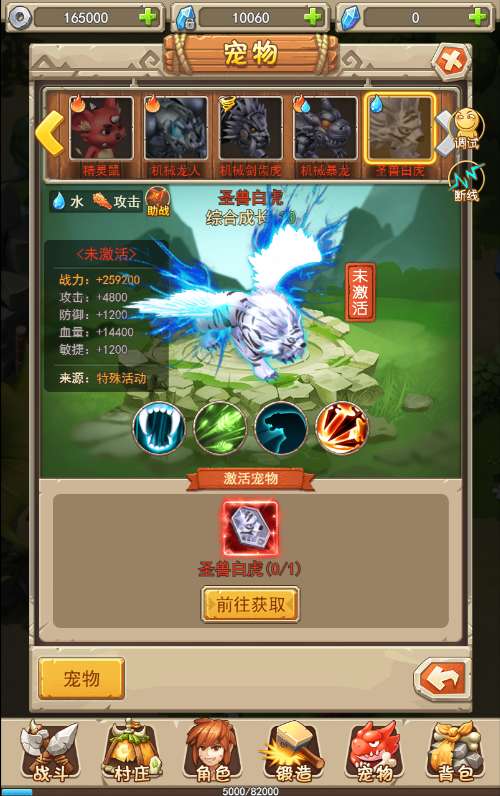 165000
10060
0
宠物
精灵鼠
机械龙人
机械剑齿虎
机械暴龙
圣兽白虎
调试
断线
水
攻击
助战
圣兽白虎
综合成长
<未激活>
战力：+259200
攻击：+4800
防御：+1200
血量：+14400
敏捷：+1200
来源：特殊活动
未激活
激活宠物
圣兽白虎(0/1)
前往获取
宠物
战斗
村庄
角色
锻造
宠物
背包
5000/82000